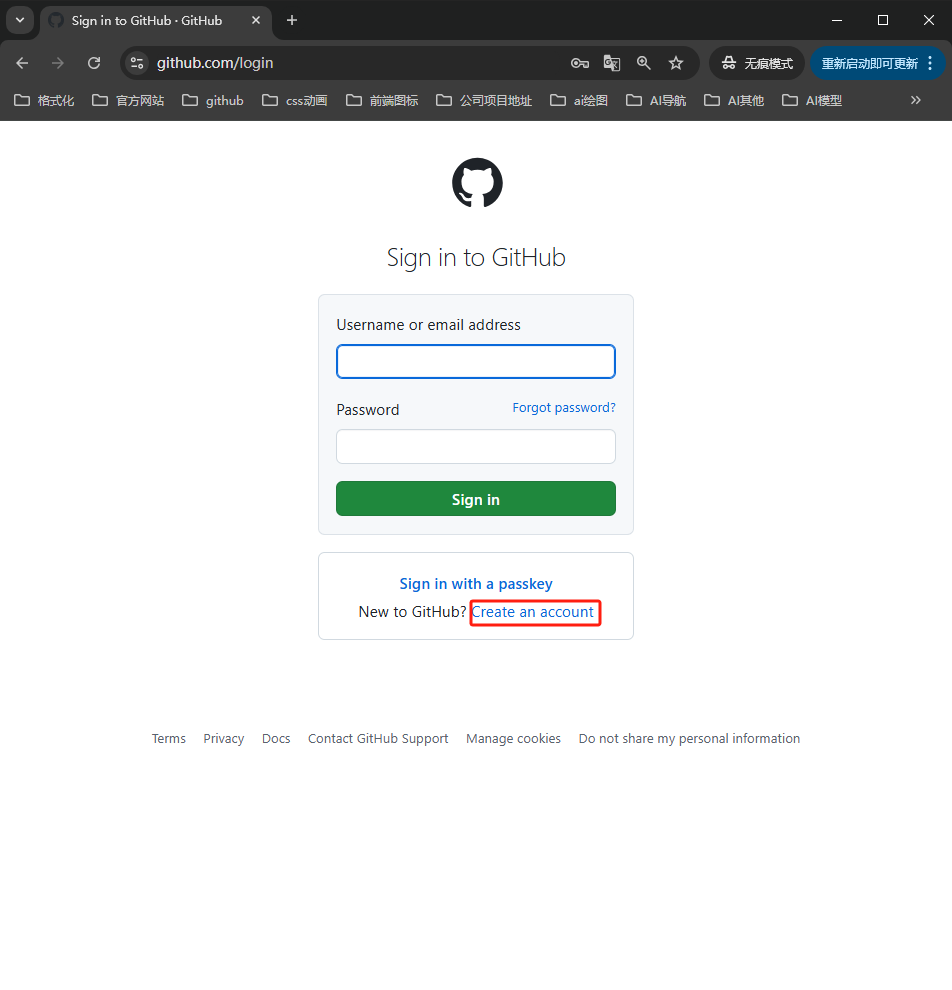 Sign in to GitHub · GitHub
github.com/login
无痕模式
重新启动即可更新
格式化 官方网站 github css动画 前端图标 公司项目地址 ai绘图 AI导航 AI其他 AI模型
Sign in to GitHub
Username or email address
Password Forgot password?
Sign in
Sign in with a passkey
New to GitHub? Create an account
Terms Privacy Docs Contact GitHub Support Manage cookies Do not share my personal information